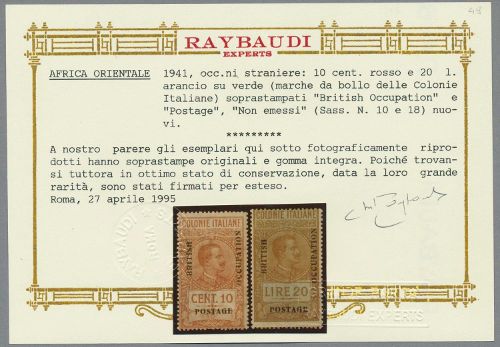 49
RAYBAUDI
EXPERTS
AFRICA ORIENTALE 1941, occ.ni straniere: 10 cent. rosso e 20 l.
arancio su verde (marche da bollo delle Colonie
Italiane) soprastampati "British Occupation" e
"Postage", "Non emessi" (Sass. N. 10 e 18) nuo-
vi.
*********
A nostro parere gli esemplari qui sotto fotograficamente ripro-
dotti hanno soprastampe originali e gomma integra. Poiché trovan-
si tuttora in ottimo stato di conservazione, data la loro grande
rarità, sono stati firmati per esteso.
Roma, 27 aprile 1995
COLONIE ITALIANE
BRITISH
OCCUPATION
CENT. 10
POSTAGE
COLONIE ITALIANE
BRITISH
OCCUPATION
LIRE 20
POSTAGE
EXPERTS